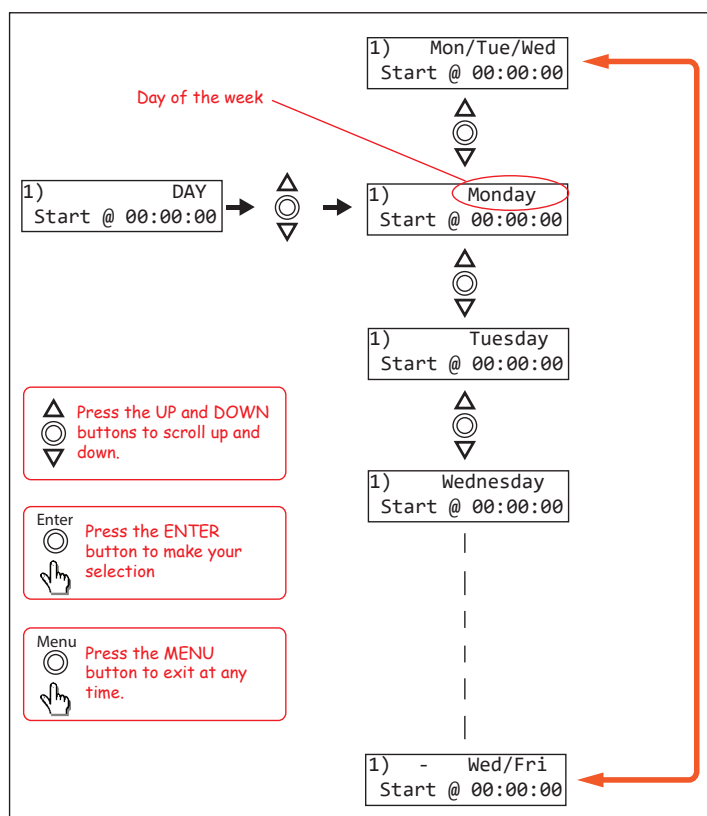 1) Mon/Tue/Wed
Start @ 00:00:00
Day of the week
1) DAY
Start @ 00:00:00
1) Monday
Start @ 00:00:00
1) Tuesday
Start @ 00:00:00
Press the UP and DOWN
buttons to scroll up and
down.
1) Wednesday
Start @ 00:00:00
Enter
Press the ENTER
button to make your
selection
Menu
Press the MENU
button to exit at any
time.
1) - Wed/Fri
Start @ 00:00:00